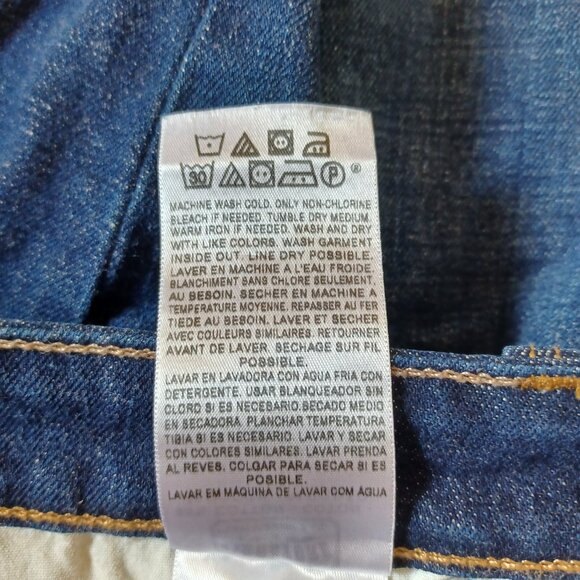 30 P ®
MACHINE WASH COLD. ONLY NON-CHLORINE
BLEACH IF NEEDED. TUMBLE DRY MEDIUM.
WARM IRON IF NEEDED. WASH AND DRY
WITH LIKE COLORS. WASH GARMENT
INSIDE OUT. LINE DRY POSSIBLE.
LAVER EN MACHINE A L'EAU FROIDE.
BLANCHIMENT SANS CHLORE SEULEMENT,
AU BESOIN. SECHER EN MACHINE A
TEMPERATURE MOYENNE. REPASSER AU FER
TIEDE AU BESOIN. LAVER ET SECHER
AVEC COULEURS SIMILAIRES. RETOURNER
AVANT DE LAVER. SECHAGE SUR FIL
POSSIBLE.
LAVAR EN LAVADORA CON AGUA FRIA CON
DETERGENTE. USAR BLANQUEADOR SIN
CLORO SI ES NECESARIO.SECADO MEDIO
EN SECADORA. PLANCHAR TEMPERATURA
TIBIA SI ES NECESARIO. LAVAR Y SECAR
CON COLORES SIMILARES. LAVAR PRENDA
AL REVES. COLGAR PARA SECAR SI ES
POSIBLE.
LAVAR EM MÁQUINA DE LAVAR COM ÁGUA